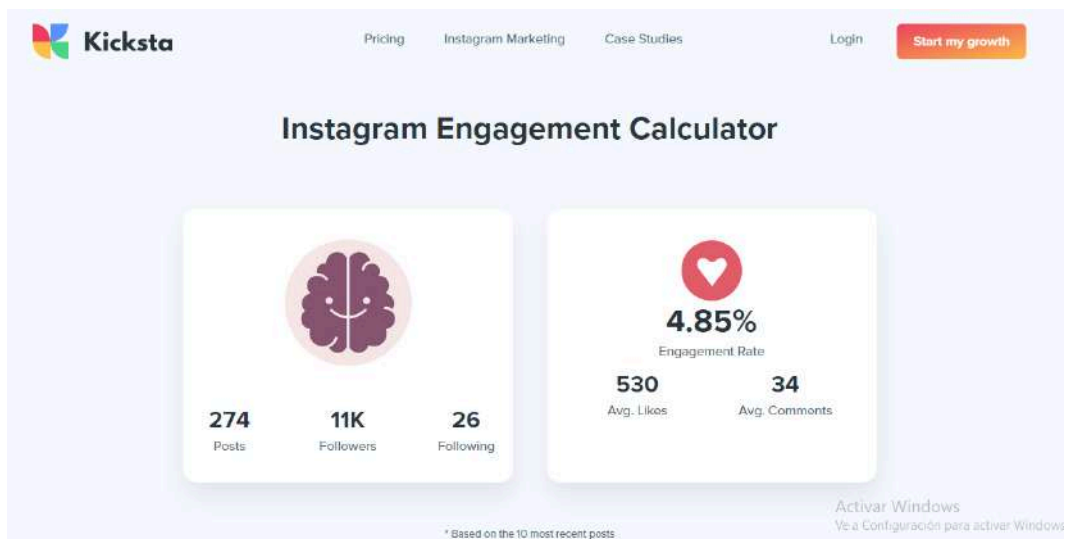 Kicksta Pricing Instagram Marketing Case Studies Login Start my growth
Instagram Engagement Calculator
4.85%
Engagement Rate
530 34
Avg. Likes Avg. Comments
274 11K 26
Posts Followers Following
Activar Windows
Ve a Configuración para activar Windows
* Based on the 10 most recent posts